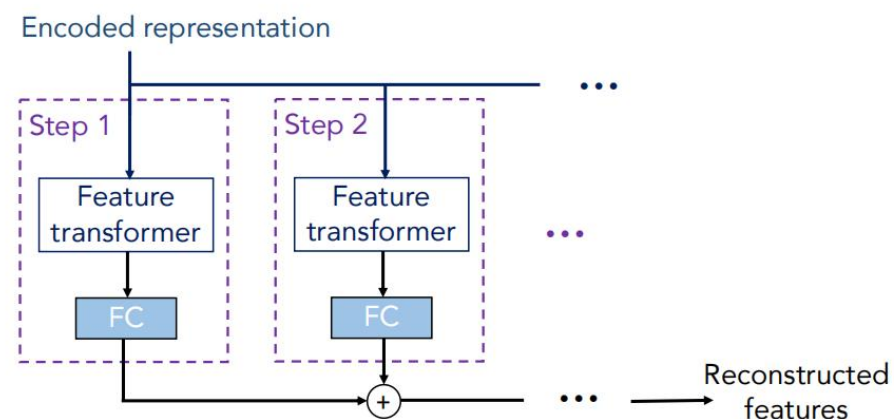 Encoded representation
Step 1
Step 2
Feature
transformer
Feature
transformer
...
...
FC
FC
+
...
Reconstructed
features